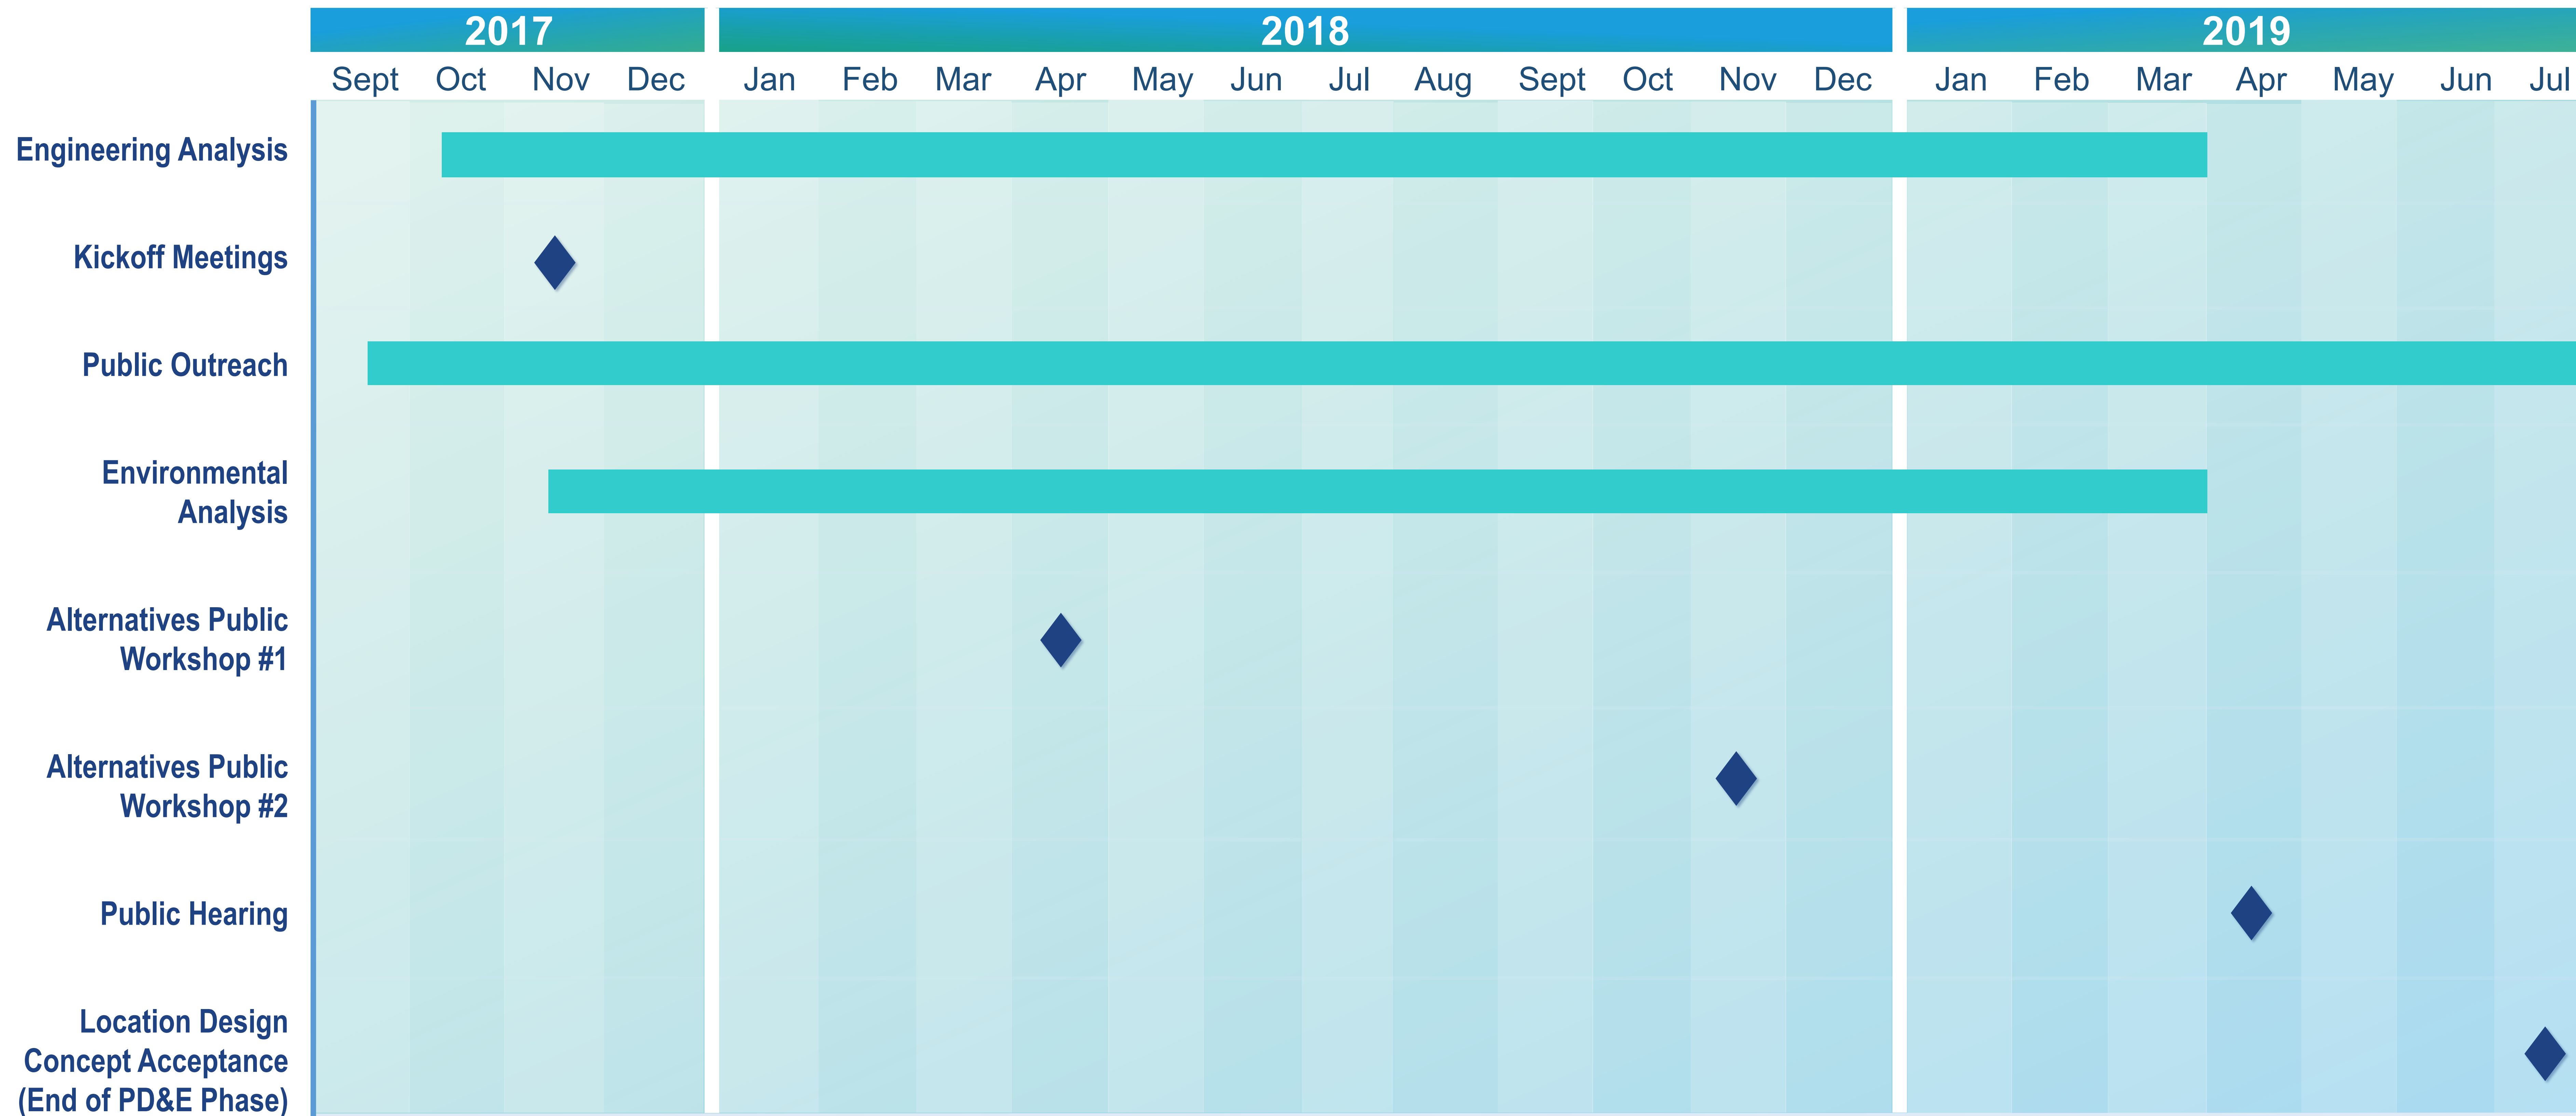 2017 2018 2019
Sept Oct Nov Dec Jan Feb Mar Apr May Jun Jul Aug Sept Oct Nov Dec Jan Feb Mar Apr May Jun Jul
Engineering Analysis
Kickoff Meetings
Public Outreach
Environmental
Analysis
Alternatives Public
Workshop #1
Alternatives Public
Workshop #2
Public Hearing
Location Design
Concept Acceptance
(End of PD&E Phase)